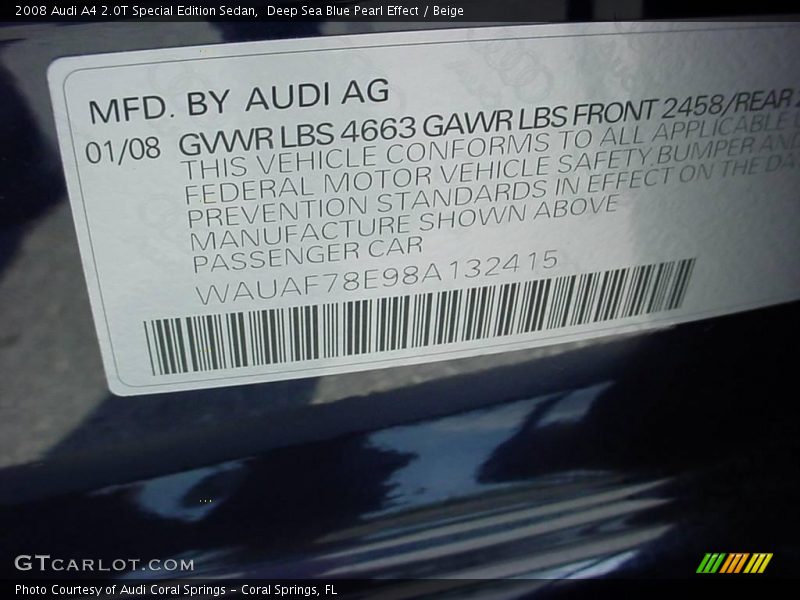 2008 Audi A4 2.0T Special Edition Sedan, Deep Sea Blue Pearl Effect / Beige
MFD. BY AUDI AG
01/08 GVWR LBS 4663 GAWR LBS FRONT 2458/REAR
THIS VEHICLE CONFORMS TO ALL APPLICABLE
FEDERAL MOTOR VEHICLE SAFETY, BUMPER AND
PREVENTION STANDARDS IN EFFECT ON THE DA
MANUFACTURE SHOWN ABOVE
PASSENGER CAR
WAUAF78E98A132415
GTCARLOT.COM
Photo Courtesy of Audi Coral Springs – Coral Springs, FL